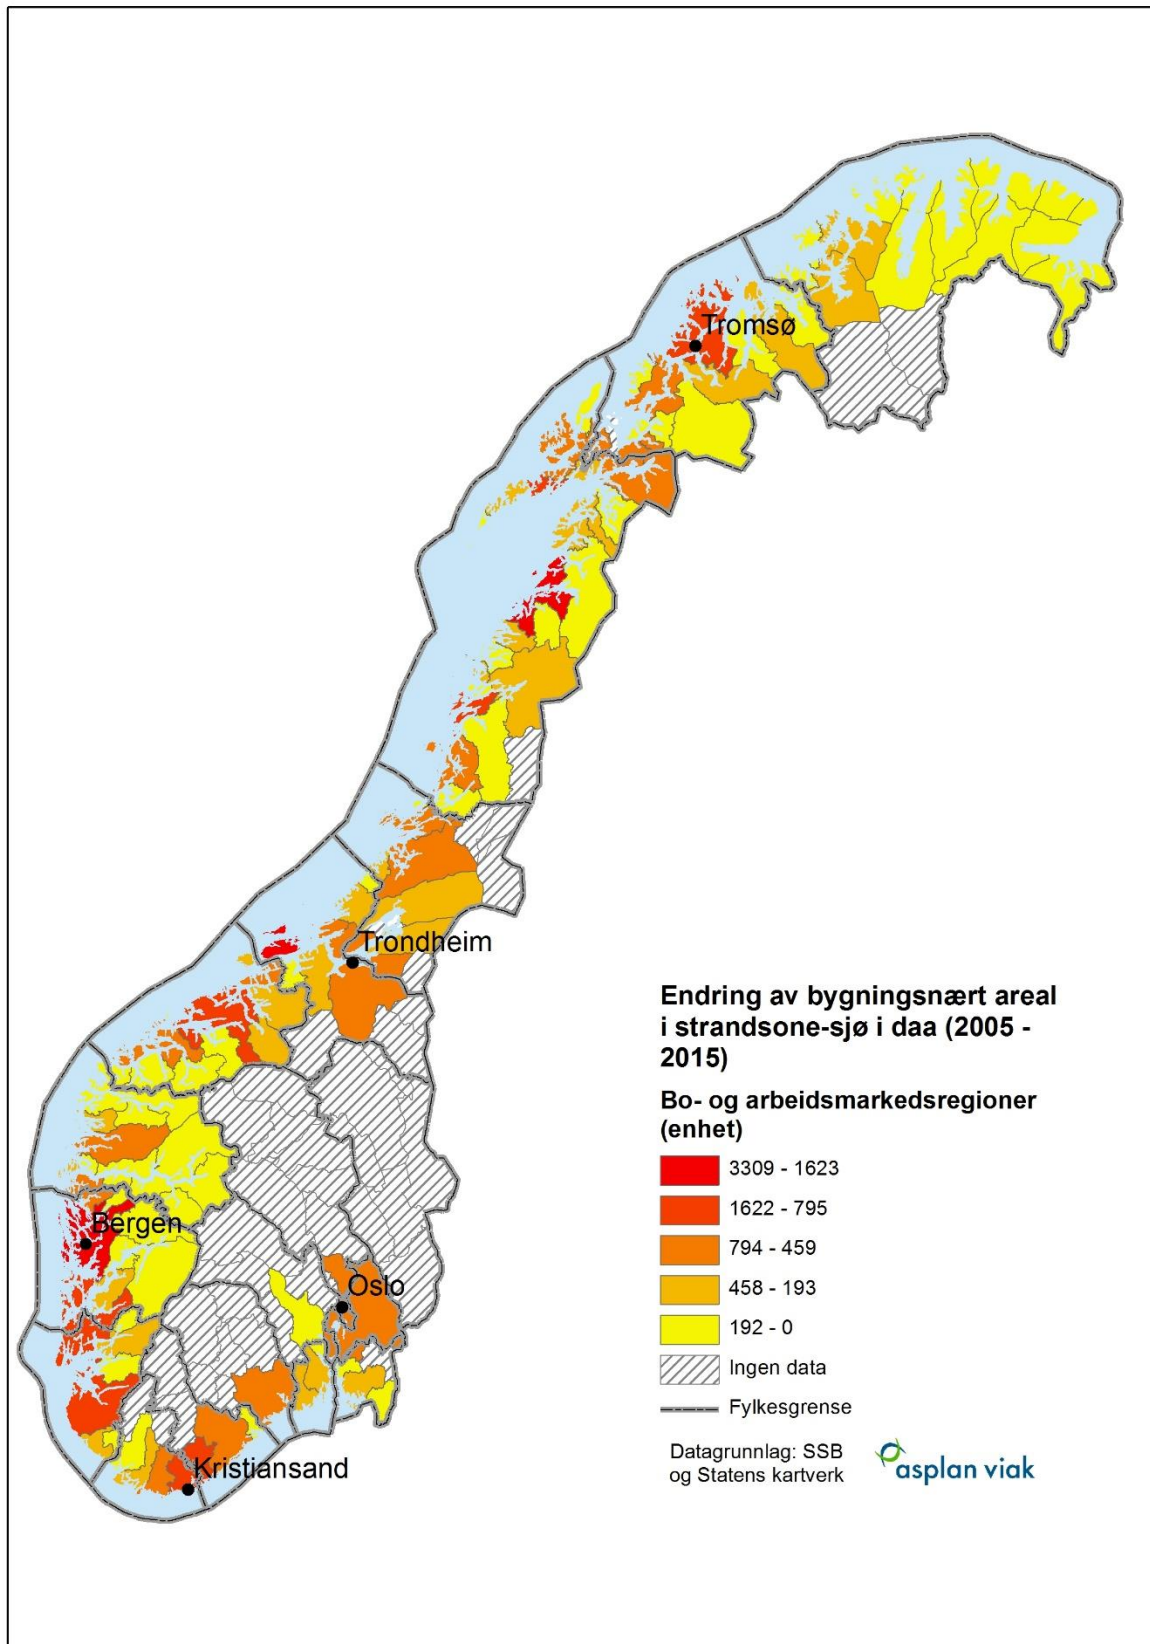 Tromsø
Trondheim
Bergen
Oslo
Kristiansand
Endring av bygningsnært areal
i strandsone-sjø i daa (2005 -
2015)
Bo- og arbeidsmarkedsregioner
(enhet)
3309 - 1623
1622 - 795
794 - 459
458 - 193
192 - 0
Ingen data
Fylkesgrense
Datagrunnlag: SSB
og Statens kartverk
asplan viak